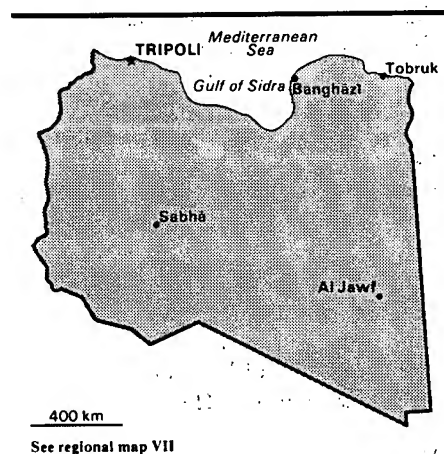 Mediterranean
Sea
TRIPOLI
Tobruk
Gulf of Sidra
Banghāzī
Sabhā
Al Jawf
400 km
See regional map VII